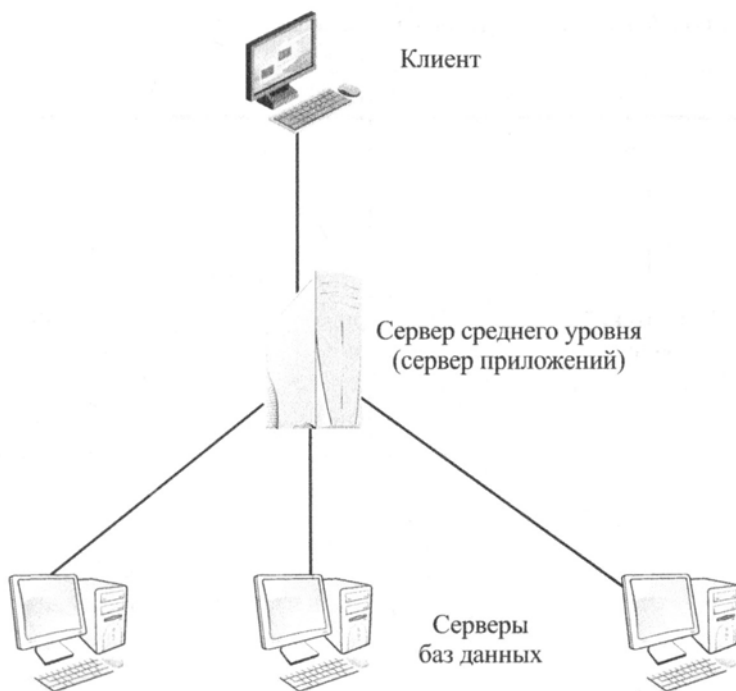 Клиент
Сервер среднего уровня
(сервер приложений)
Серверы
баз данных